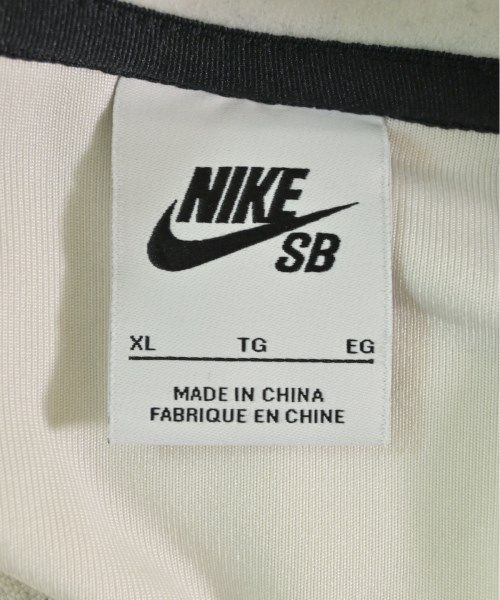 NIKE
SB
XL TG EG
MADE IN CHINA
FABRIQUE EN CHINE